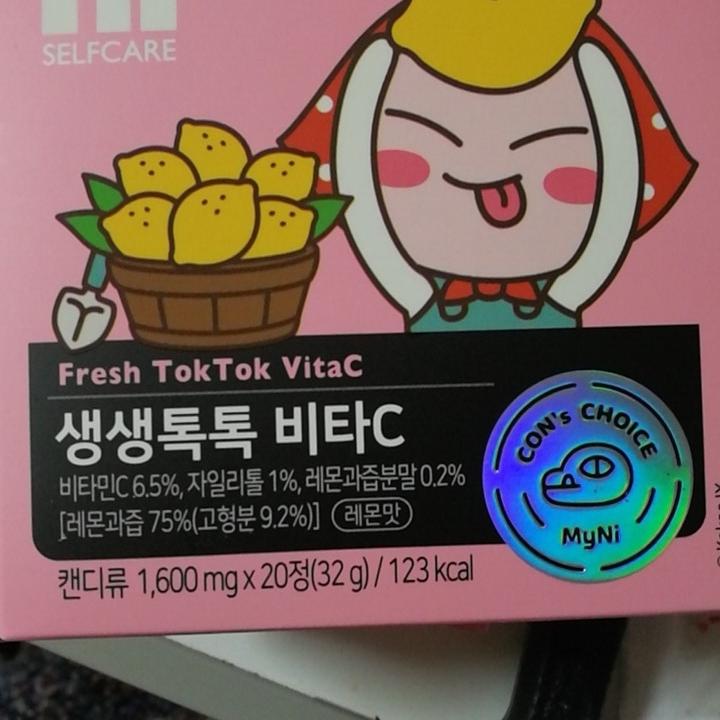 SELFCARE
Fresh TokTok VitaC
생생톡톡 비타C
비타민C 6.5%, 자일리톨 1%, 레몬과즙분말 0.2%
[레몬과즙 75%(고형분 9.2%)] 레몬맛
캔디류 1,600 mg x 20정(32 g) / 123 kcal
CON's CHOICE
MyNi